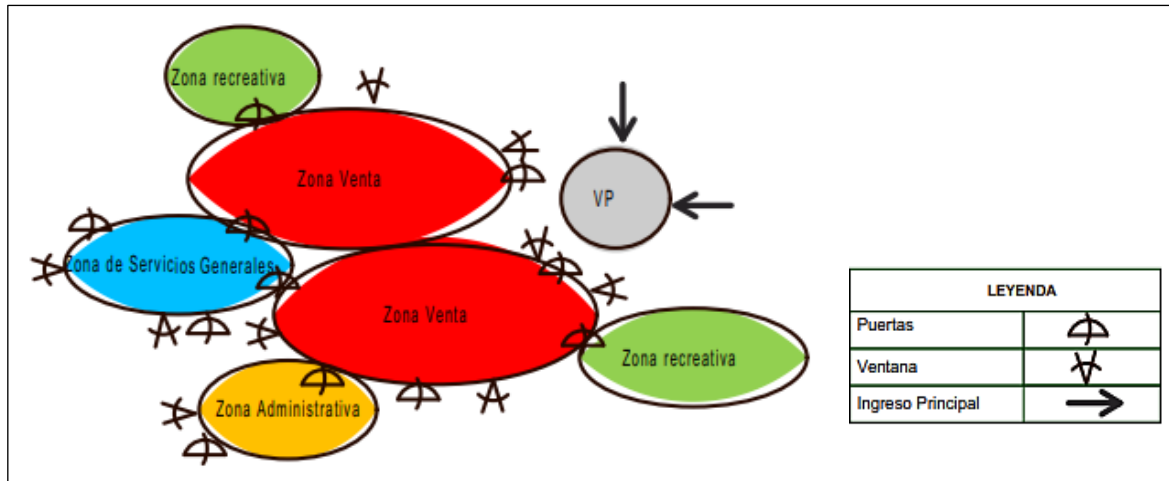 Zona recreativa
Zona Venta
VP
Zona de Servicios Generales
Zona Venta
Zona recreativa
Zona Administrativa
LEYENDA
Puertas
Ventana
Ingreso Principal